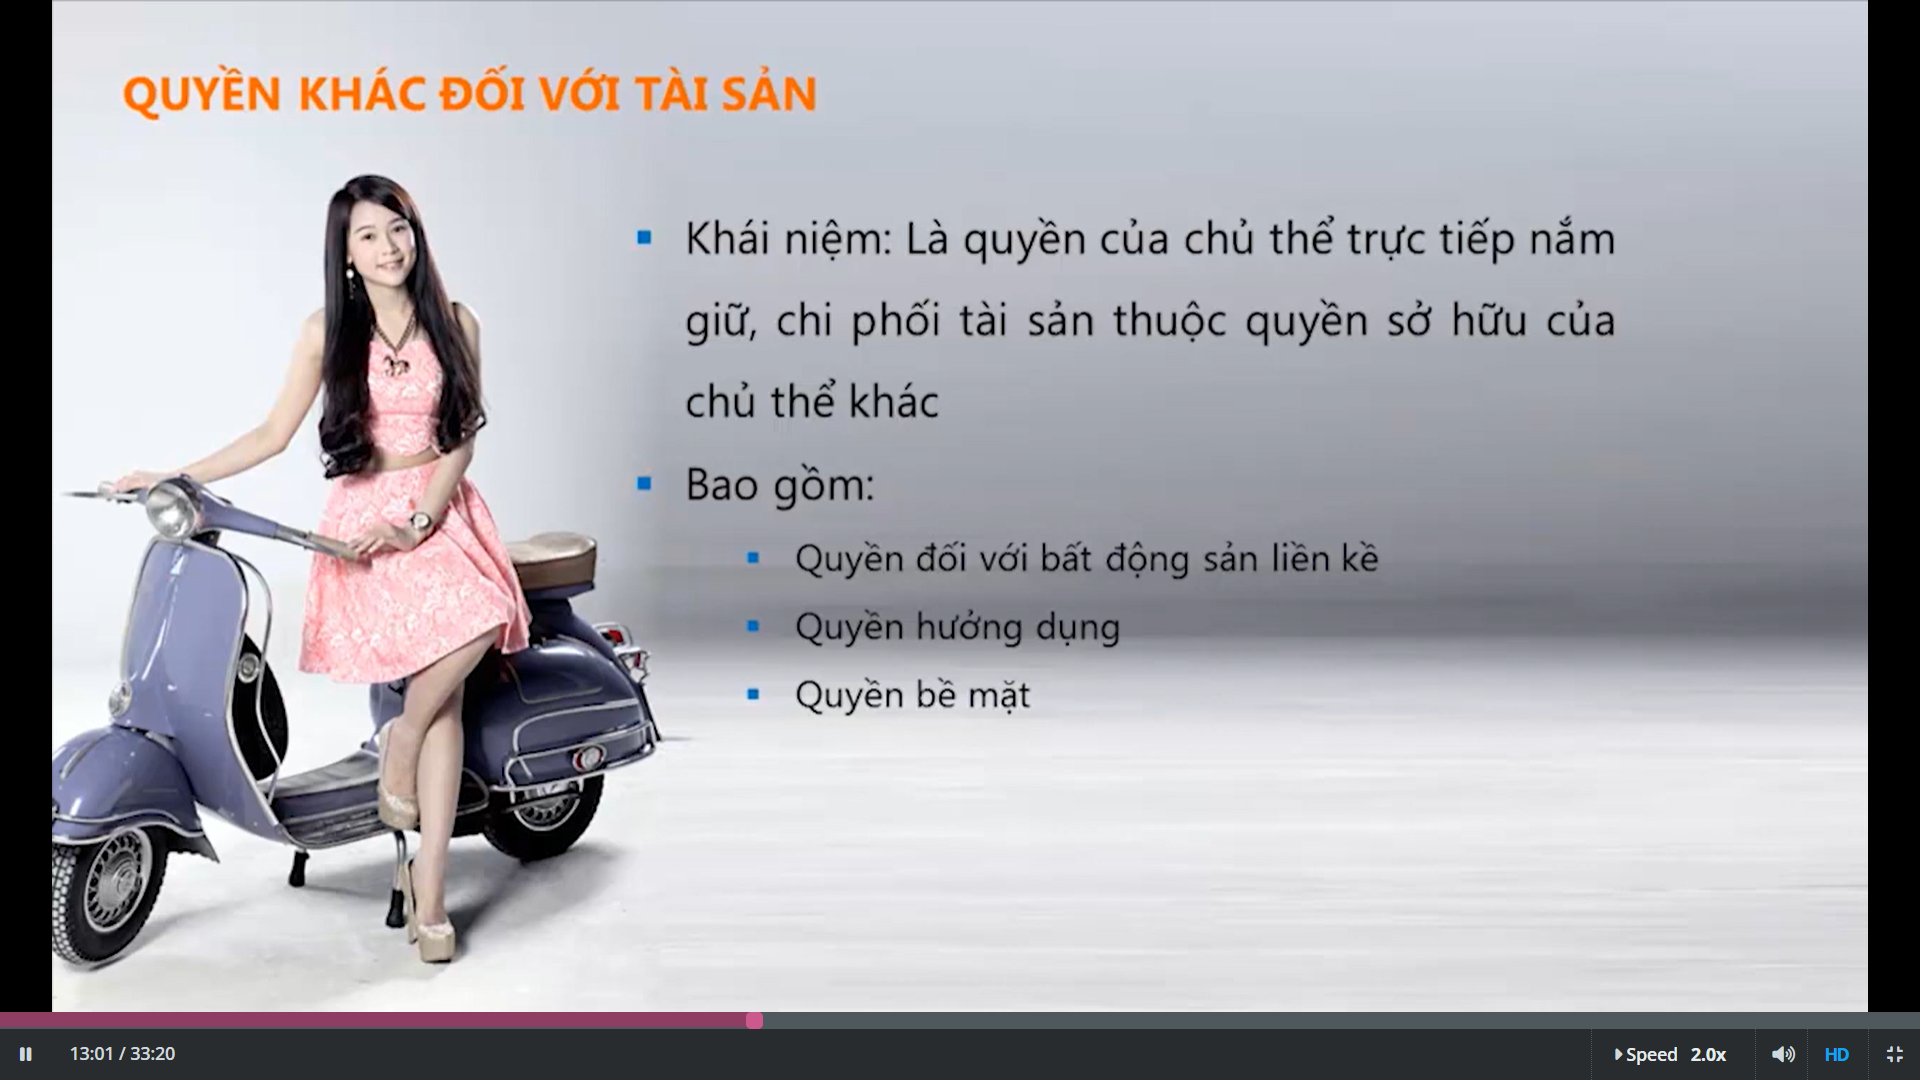 QUYỀN KHÁC ĐỐI VỚI TÀI SẢN
Khái niệm: Là quyền của chủ thể trực tiếp nắm
giữ, chi phối tài sản thuộc quyền sở hữu của
chủ thể khác
Bao gồm:
Quyền đối với bất động sản liền kề
Quyền hưởng dụng
Quyền bề mặt
13:01 / 33:20
Speed 2.0x
HD